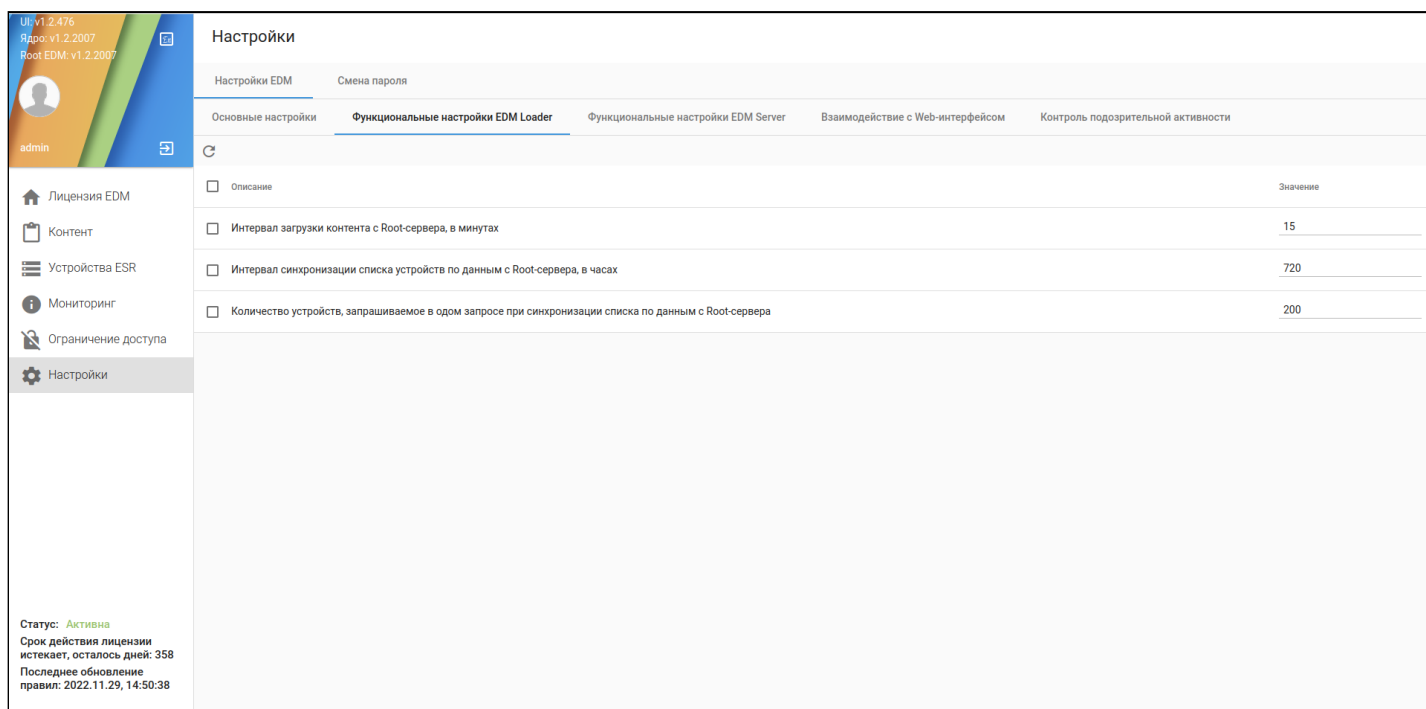 UI: v1.2.476
Ядро: v1.2.2007
Root EDM: v1.2.2007
admin
Лицензия EDM
Контент
Устройства ESR
Мониторинг
Ограничение доступа
Настройки
Статус: Активна
Срок действия лицензии
истекает, осталось дней: 358
Последнее обновление
правил: 2022.11.29, 14:50:38
Настройки
Настройки EDM Смена пароля
Основные настройки Функциональные настройки EDM Loader Функциональные настройки EDM Server Взаимодействие с Web-интерфейсом Контроль подозрительной активности
Описание Значение
Интервал загрузки контента с Root-сервера, в минутах 15
Интервал синхронизации списка устройств по данным с Root-сервера, в часах 720
Количество устройств, запрашиваемое в одом запросе при синхронизации списка по данным с Root-сервера 200